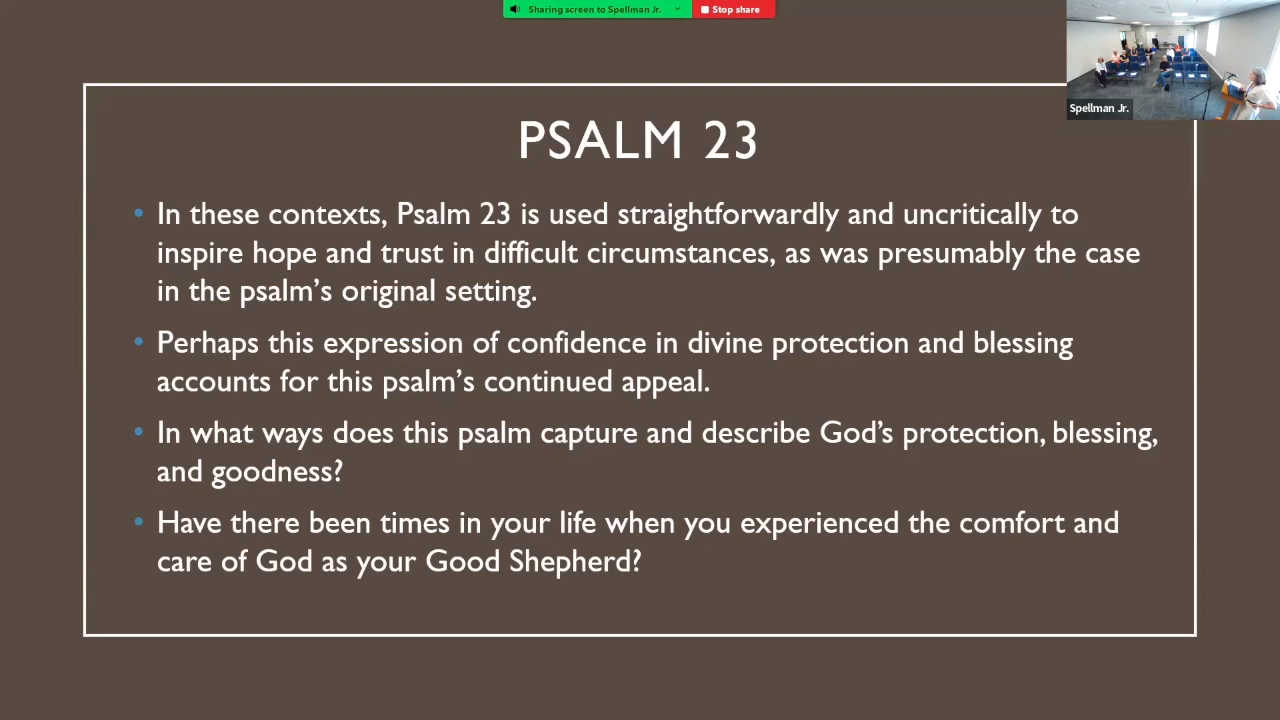 Sharing screen to Spellman Jr.
Stop share
Spellman Jr.
PSALM 23
• In these contexts, Psalm 23 is used straightforwardly and uncritically to
inspire hope and trust in difficult circumstances, as was presumably the case
in the psalm’s original setting.
• Perhaps this expression of confidence in divine protection and blessing
accounts for this psalm’s continued appeal.
• In what ways does this psalm capture and describe God’s protection, blessing,
and goodness?
• Have there been times in your life when you experienced the comfort and
care of God as your Good Shepherd?